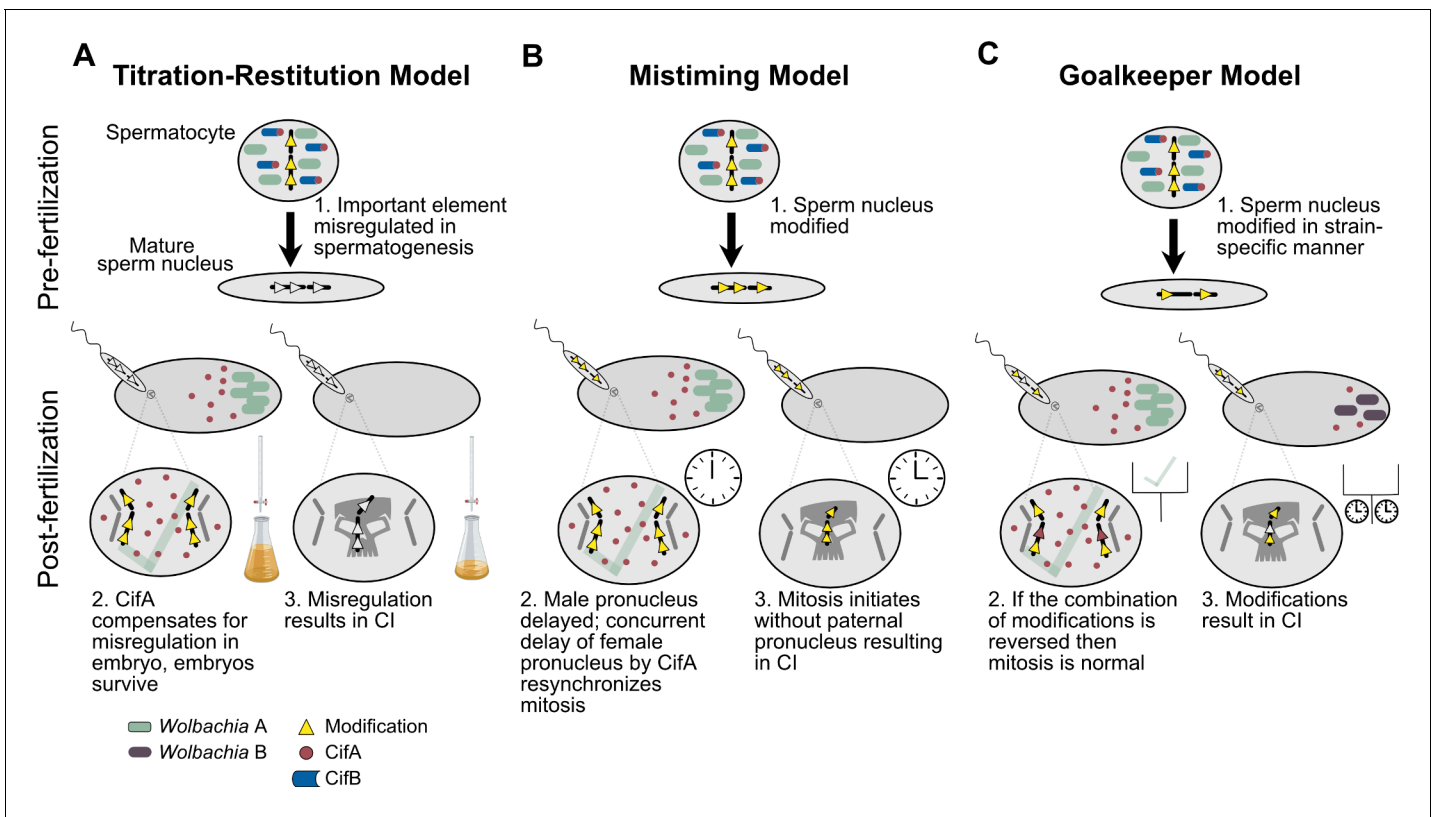 A
Titration-Restitution Model
B
Mistiming Model
C
Goalkeeper Model
Pre-fertilization
Spermatocyte
1. Important element
misregulated in
spermatogenesis
Mature
sperm nucleus
1. Sperm nucleus
modified
1. Sperm nucleus
modified in strain-
specific manner
Post-fertilization
2. CifA
compensates for
misregulation in
embryo, embryos
survive
3. Misregulation
results in CI
2. Male pronucleus
delayed; concurrent
delay of female
pronucleus by CifA
resynchronizes
mitosis
3. Mitosis initiates
without paternal
pronucleus resulting
in CI
2. If the combination
of modifications is
reversed then
mitosis is normal
3. Modifications
result in CI
Wolbachia A
Wolbachia B
Modification
CifA
CifB